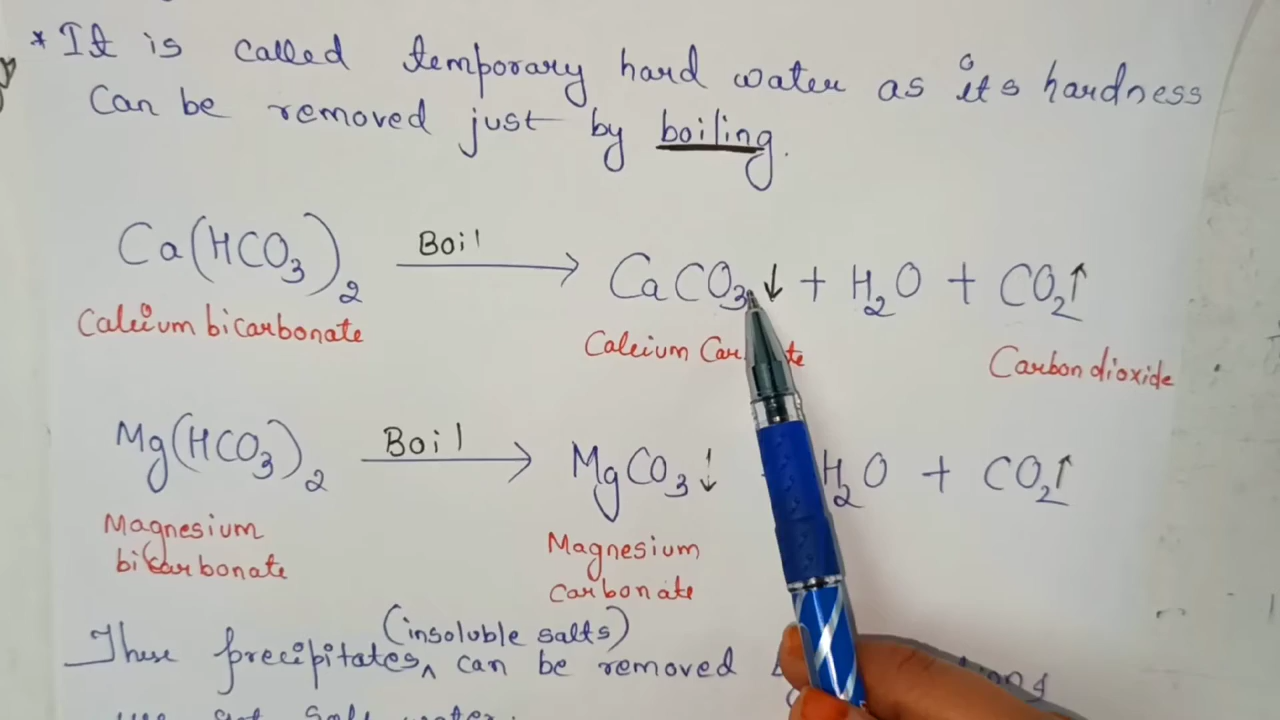 * It is called temporary hard water as its hardness
Can be removed just by boiling.
Ca(HCO₃)₂ Boil → CaCO₃↓ + H₂O + CO₂↑
Calcium bicarbonate Calcium Carbonate Carbon dioxide
Mg(HCO₃)₂ Boil → MgCO₃↓ H₂O + CO₂↑
Magnesium bicarbonate
Magnesium carbonate
(insoluble salts)
These precipitates^ can be removed